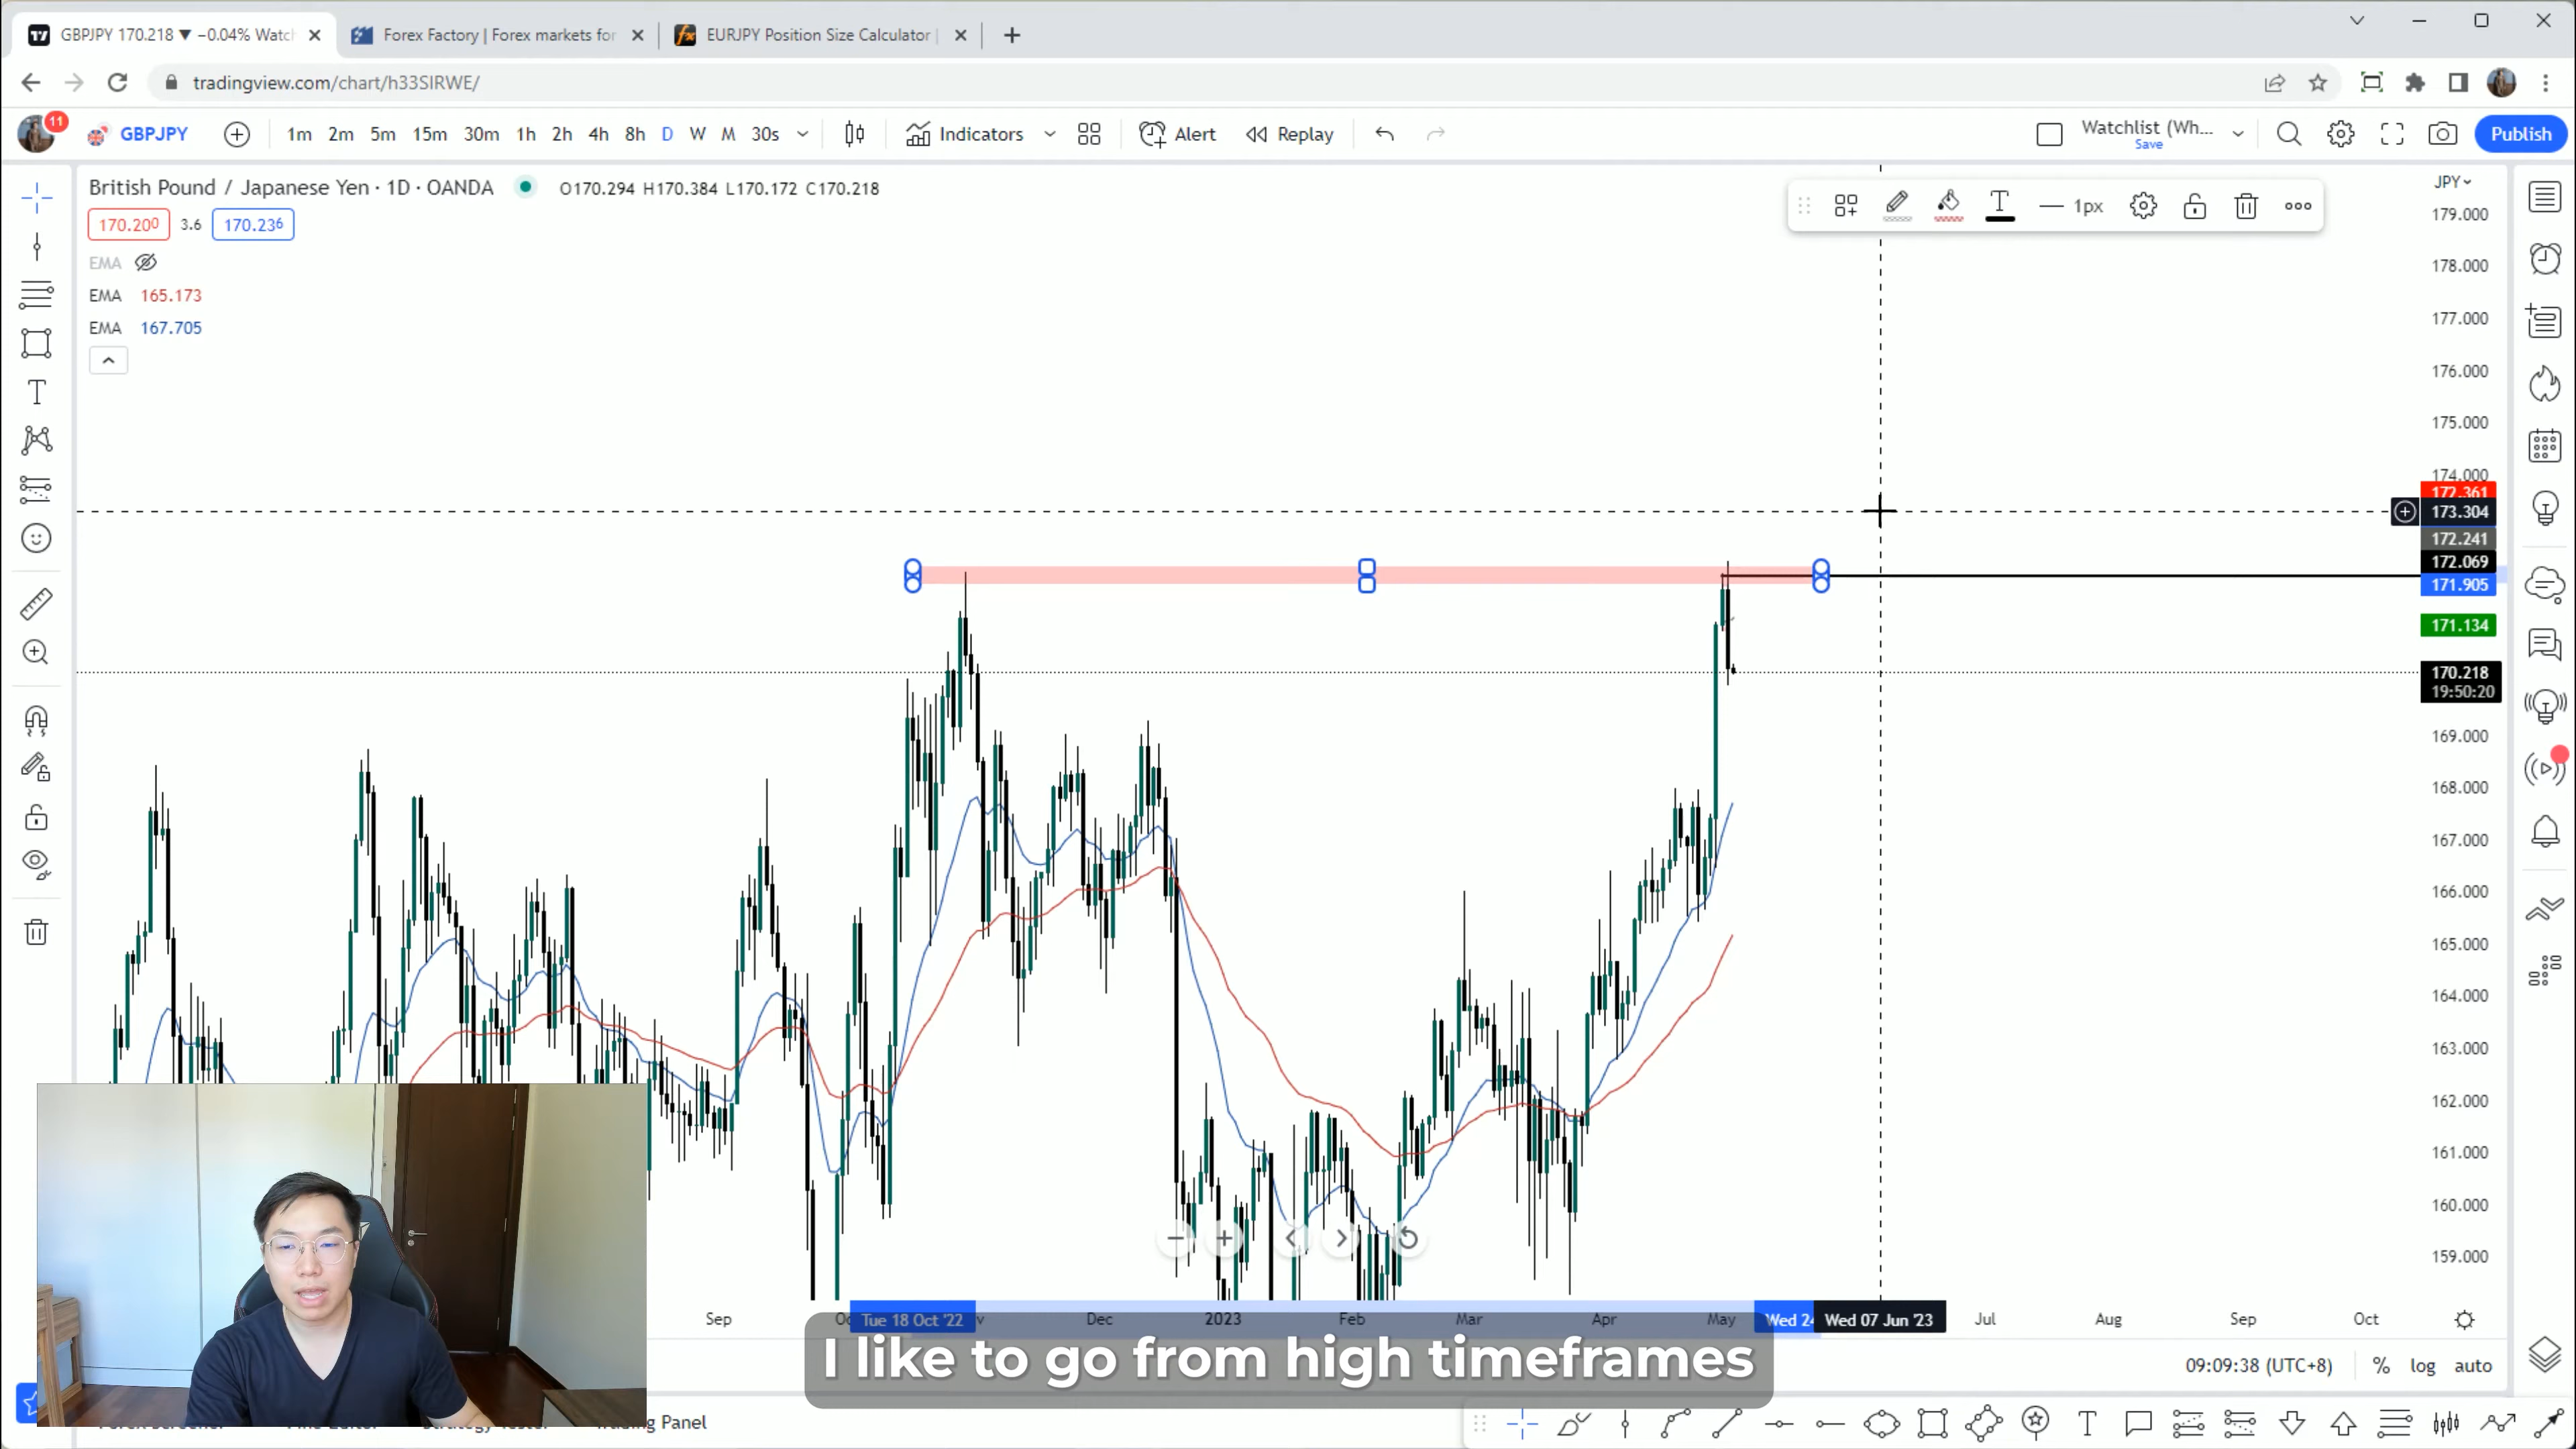 GBPJPY 170.218 ▼ −0.04% Watc
Forex Factory | Forex markets for
EURJPY Position Size Calculator |
tradingview.com/chart/h33SIRWE/
11
GBPJPY
1m 2m 5m 15m 30m 1h 2h 4h 8h D W M 30s
Indicators
Alert
Replay
Watchlist (Wh...
Save
Publish
British Pound / Japanese Yen · 1D · OANDA
O170.294 H170.384 L170.172 C170.218
170.200 3.6 170.236
EMA
EMA 165.173
EMA 167.705
1px
JPY
179.000
178.000
177.000
176.000
175.000
174.000
172.361
173.304
172.241
172.069
171.905
171.134
170.218
19:50:20
169.000
168.000
167.000
166.000
165.000
164.000
163.000
162.000
161.000
160.000
159.000
Sep
Tue 18 Oct '22
Dec
2023
Feb
Mar
Apr
May
Wed 24
Wed 07 Jun '23
Jul
Aug
Sep
Oct
I like to go from high timeframes
09:09:38 (UTC+8)
% log auto
Panel